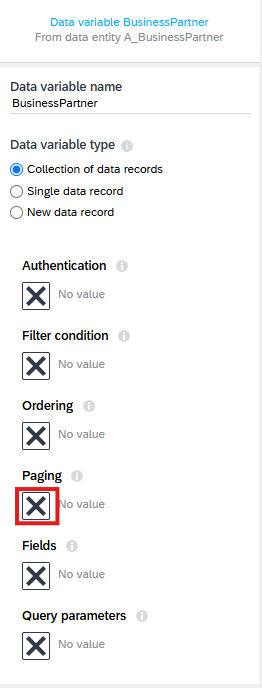 Data variable BusinessPartner
From data entity A_BusinessPartner
Data variable name
BusinessPartner
Data variable type
Collection of data records
Single data record
New data record
Authentication
No value
Filter condition
No value
Ordering
No value
Paging
No value
Fields
No value
Query parameters
No value